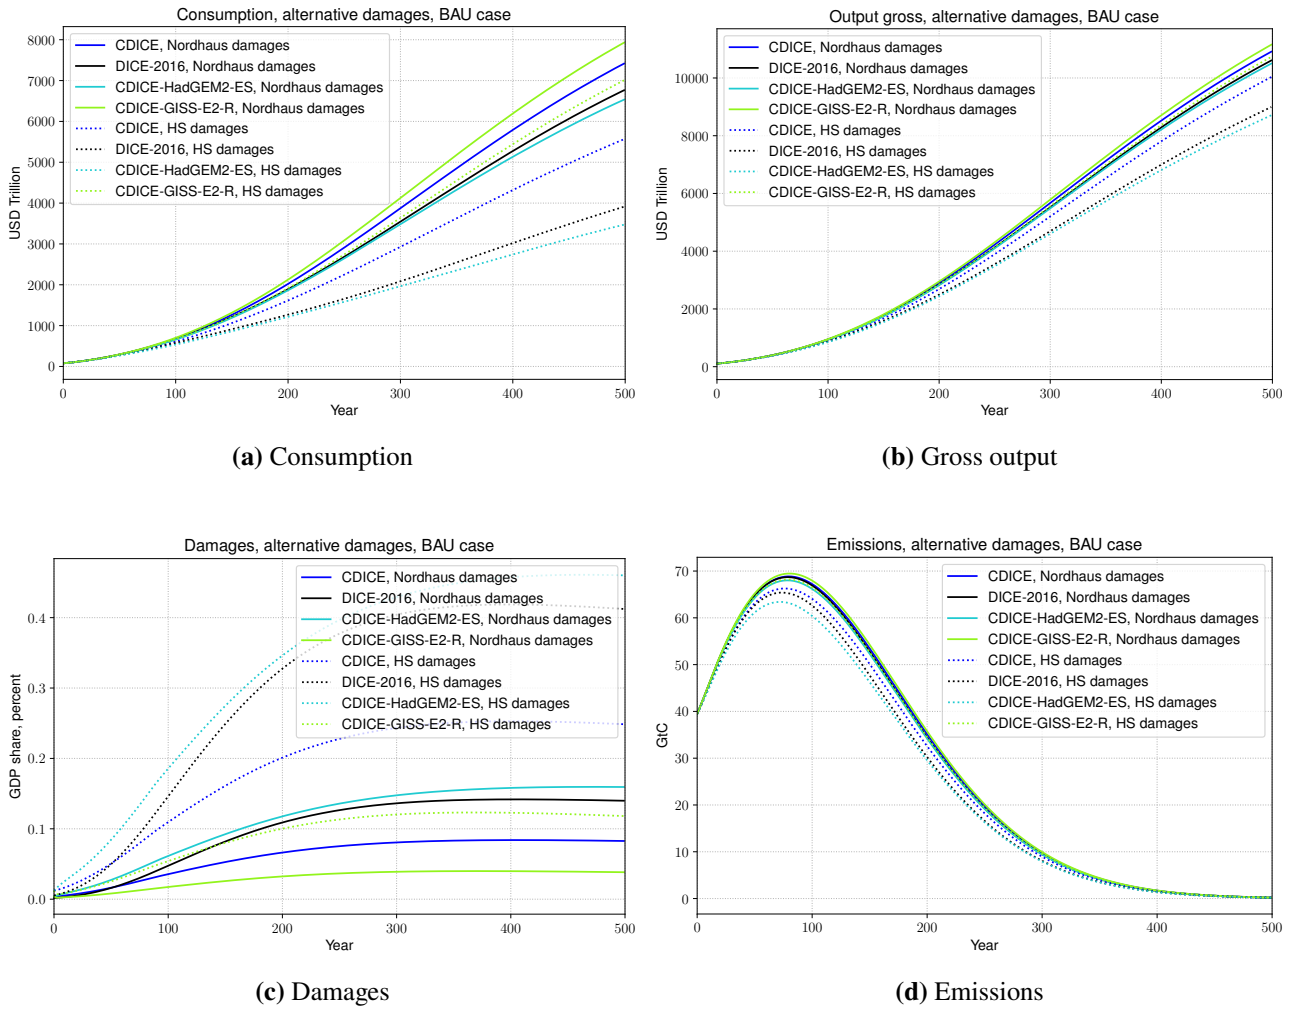 Consumption, alternative damages, BAU case
8000
7000
6000
5000
4000
3000
2000
1000
0
USD Trillion
CDICE, Nordhaus damages
DICE-2016, Nordhaus damages
CDICE-HadGEM2-ES, Nordhaus damages
CDICE-GISS-E2-R, Nordhaus damages
CDICE, HS damages
DICE-2016, HS damages
CDICE-HadGEM2-ES, HS damages
CDICE-GISS-E2-R, HS damages
0 100 200 300 400 500
Year
(a) Consumption
Output gross, alternative damages, BAU case
10000
8000
6000
4000
2000
0
USD Trillion
CDICE, Nordhaus damages
DICE-2016, Nordhaus damages
CDICE-HadGEM2-ES, Nordhaus damages
CDICE-GISS-E2-R, Nordhaus damages
CDICE, HS damages
DICE-2016, HS damages
CDICE-HadGEM2-ES, HS damages
CDICE-GISS-E2-R, HS damages
0 100 200 300 400 500
Year
(b) Gross output
Damages, alternative damages, BAU case
0.4
0.3
0.2
0.1
0.0
GDP share, percent
CDICE, Nordhaus damages
DICE-2016, Nordhaus damages
CDICE-HadGEM2-ES, Nordhaus damages
CDICE-GISS-E2-R, Nordhaus damages
CDICE, HS damages
DICE-2016, HS damages
CDICE-HadGEM2-ES, HS damages
CDICE-GISS-E2-R, HS damages
0 100 200 300 400 500
Year
(c) Damages
Emissions, alternative damages, BAU case
70
60
50
40
30
20
10
0
GtC
CDICE, Nordhaus damages
DICE-2016, Nordhaus damages
CDICE-HadGEM2-ES, Nordhaus damages
CDICE-GISS-E2-R, Nordhaus damages
CDICE, HS damages
DICE-2016, HS damages
CDICE-HadGEM2-ES, HS damages
CDICE-GISS-E2-R, HS damages
0 100 200 300 400 500
Year
(d) Emissions